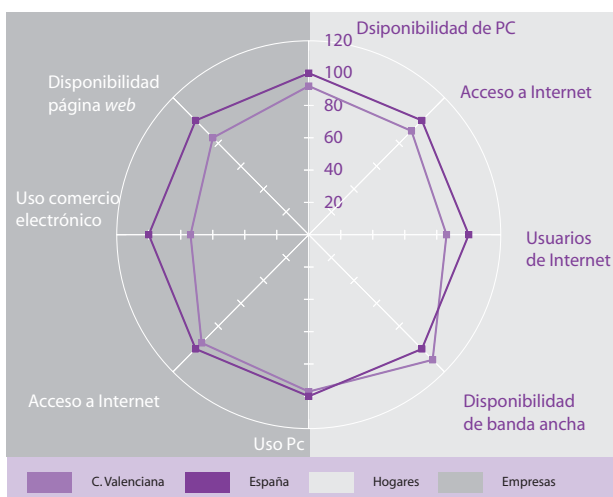 120
Dsiponibilidad de PC
100
80
60
40
20
Acceso a Internet
Usuarios
de Internet
Disponibilidad
de banda ancha
Uso Pc
Acceso a Internet
Uso comercio
electrónico
Disponibilidad
página web
C. Valenciana
España
Hogares
Empresas